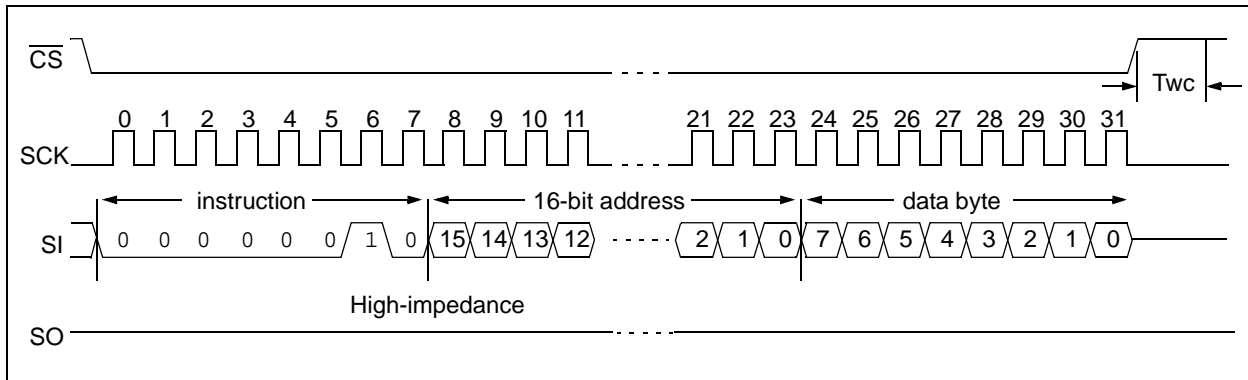 CS
Twc
0 1 2 3 4 5 6 7 8 9 10 11 21 22 23 24 25 26 27 28 29 30 31
SCK
instruction 16-bit address data byte
SI 0 0 0 0 0 0 1 0 15 14 13 12 2 1 0 7 6 5 4 3 2 1 0
High-impedance
SO